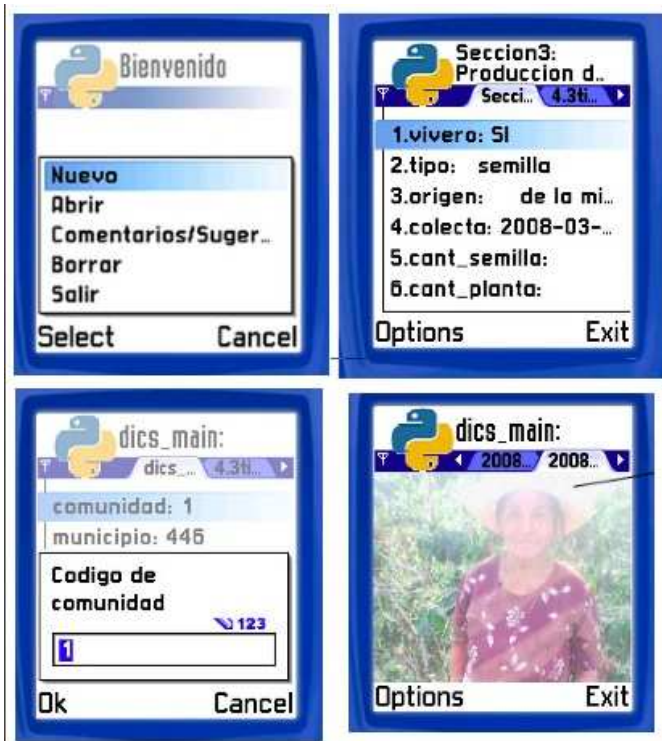 Bienvenido
Nuevo
Abrir
Comentarios/Suger…
Borrar
Salir
Select Cancel
Seccion3:
Produccion d..
Secci… 4.3ti…
1.vivero: SI
2.tipo: semilla
3.origen: de la mi…
4.colecta: 2008-03-…
5.cant_semilla:
6.cant_planta:
Options Exit
dics_main:
dics_… 4.3ti…
comunidad: 1
municipio: 446
Codigo de
comunidad
123
1
Ok Cancel
dics_main:
2008… 2008…
Options Exit